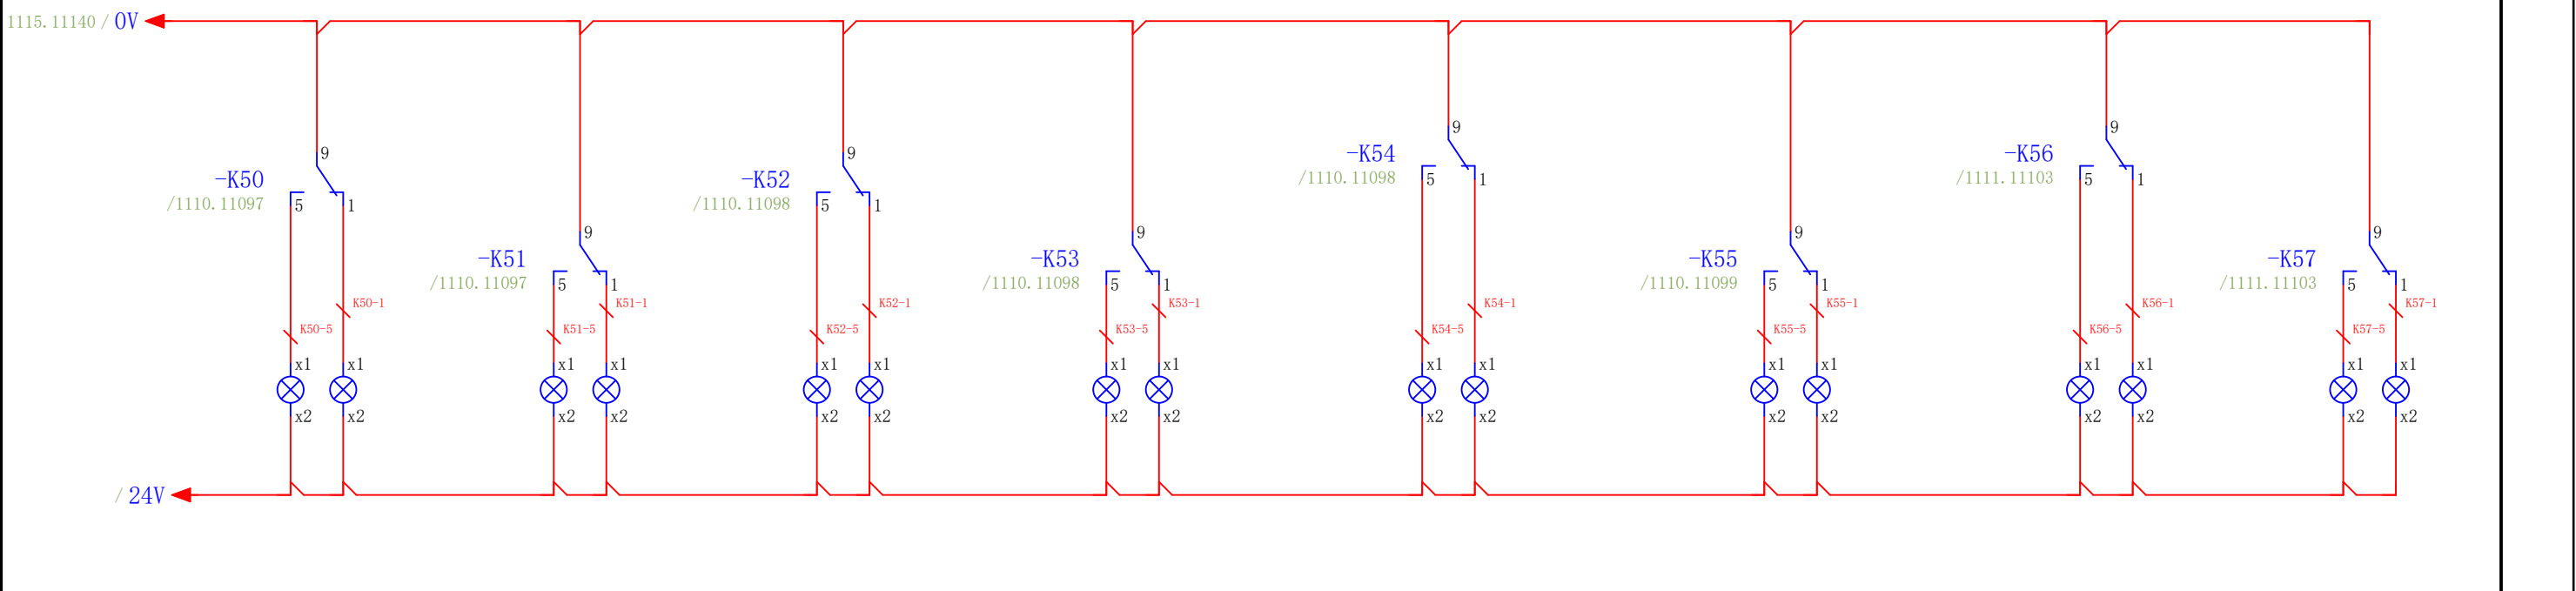 1115.11140 / 0V
9 9 9 9 9 9 9 9
-K50 -K51 -K52 -K53 -K54 -K55 -K56 -K57
/1110.11097 /1110.11097 /1110.11098 /1110.11098 /1110.11098 /1110.11099 /1111.11103 /1111.11103
5 1 5 1 5 1 5 1 5 1 5 1 5 1 5 1
K50-1 K51-1 K52-1 K53-1 K54-1 K55-1 K56-1 K57-1
K50-5 K51-5 K52-5 K53-5 K54-5 K55-5 K56-5 K57-5
x1 x1 x1 x1 x1 x1 x1 x1 x1 x1 x1 x1 x1 x1 x1 x1
x2 x2 x2 x2 x2 x2 x2 x2 x2 x2 x2 x2 x2 x2 x2 x2
/ 24V